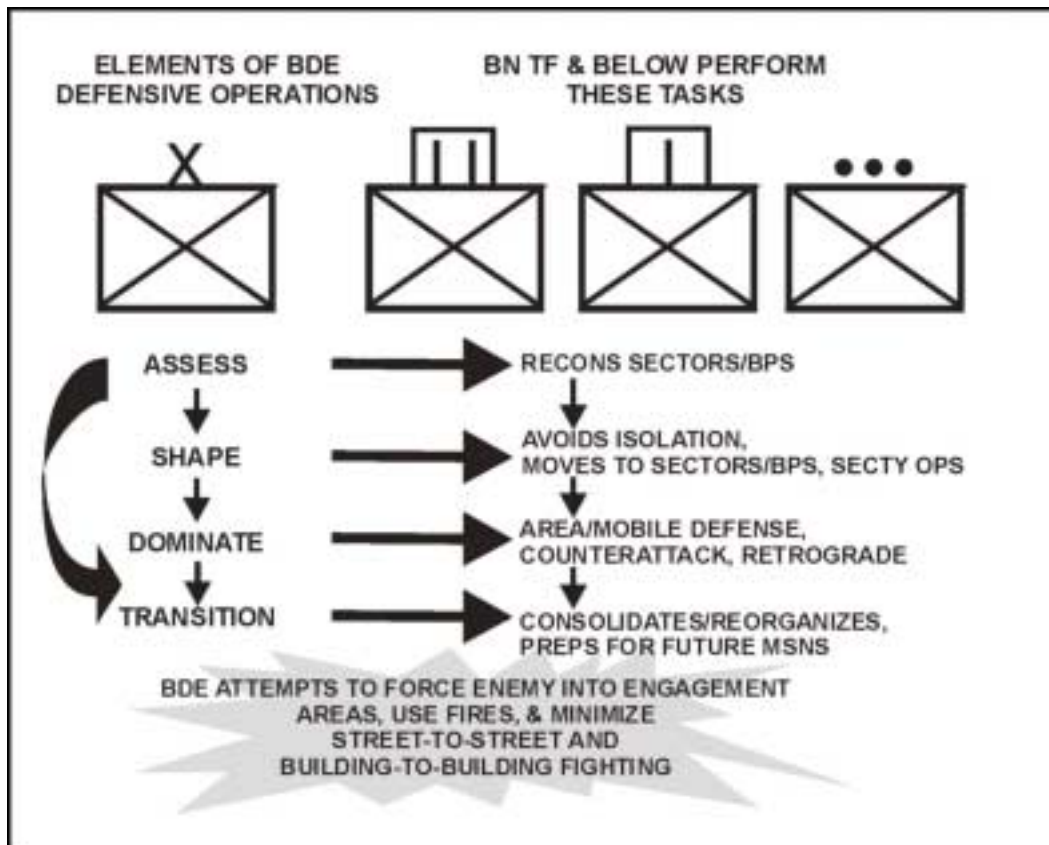 ELEMENTS OF BDE
DEFENSIVE OPERATIONS
BN TF & BELOW PERFORM
THESE TASKS
X
ASSESS
RECONS SECTORS/BPS
SHAPE
AVOIDS ISOLATION,
MOVES TO SECTORS/BPS, SECTY OPS
DOMINATE
AREA/MOBILE DEFENSE,
COUNTERATTACK, RETROGRADE
TRANSITION
CONSOLIDATES/REORGANIZES,
PREPS FOR FUTURE MSNS
BDE ATTEMPTS TO FORCE ENEMY INTO ENGAGEMENT
AREAS, USE FIRES, & MINIMIZE
STREET-TO-STREET AND
BUILDING-TO-BUILDING FIGHTING